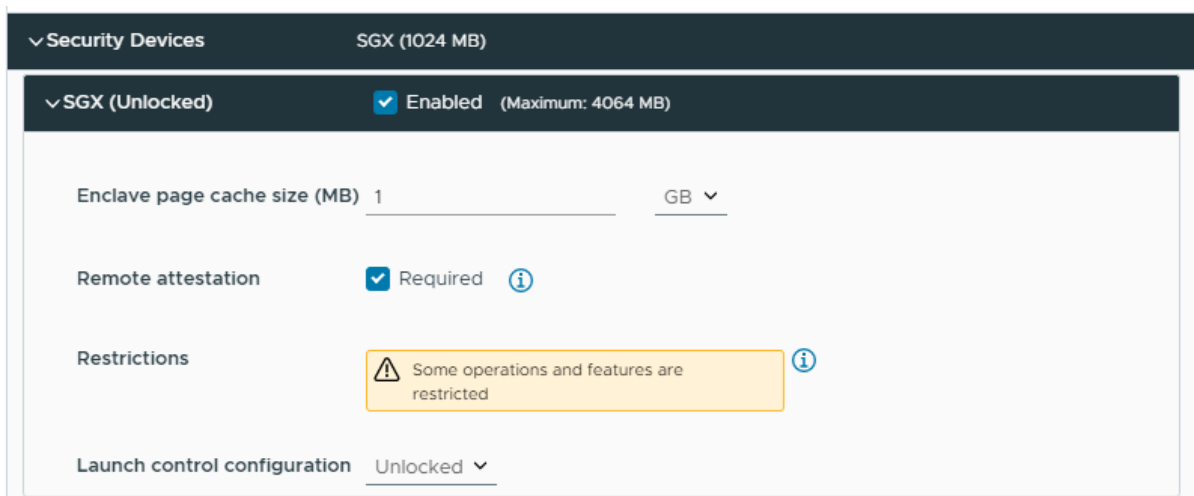 Security Devices SGX (1024 MB)
SGX (Unlocked) Enabled (Maximum: 4064 MB)
Enclave page cache size (MB) 1 GB
Remote attestation Required
Restrictions Some operations and features are
restricted
Launch control configuration Unlocked